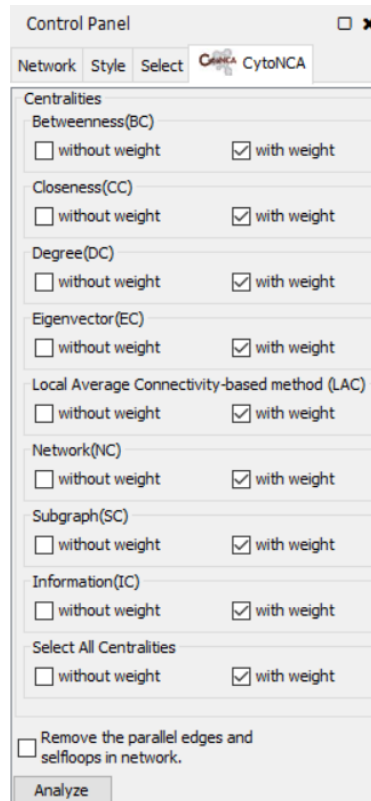 Control Panel
Network Style Select CytoNCA
Centralities
Betweenness(BC)
without weight with weight
Closeness(CC)
without weight with weight
Degree(DC)
without weight with weight
Eigenvector(EC)
without weight with weight
Local Average Connectivity-based method (LAC)
without weight with weight
Network(NC)
without weight with weight
Subgraph(SC)
without weight with weight
Information(IC)
without weight with weight
Select All Centralities
without weight with weight
Remove the parallel edges and
selfloops in network.
Analyze